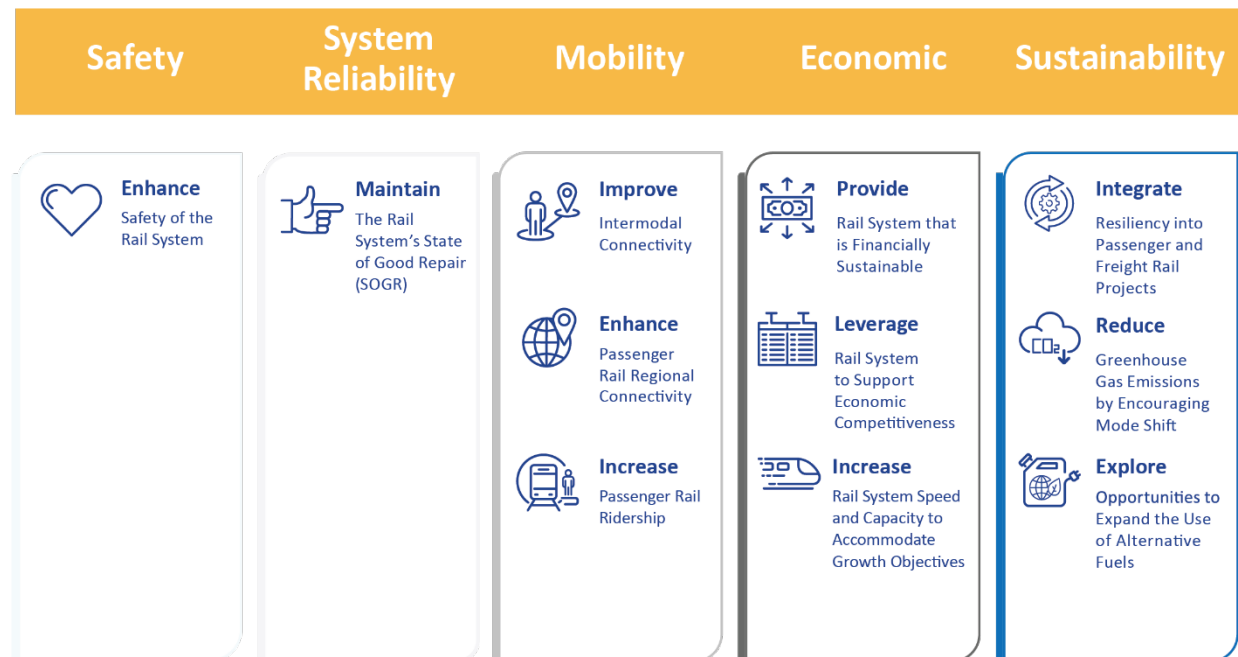 Safety
System
Reliability
Mobility
Economic
Sustainability
Enhance
Safety of the
Rail System
Maintain
The Rail
System's State
of Good Repair
(SOGR)
Improve
Intermodal
Connectivity
Enhance
Passenger
Rail Regional
Connectivity
Increase
Passenger Rail
Ridership
Provide
Rail System that
is Financially
Sustainable
Leverage
Rail System
to Support
Economic
Competitiveness
Increase
Rail System Speed
and Capacity to
Accommodate
Growth Objectives
Integrate
Resiliency into
Passenger and
Freight Rail
Projects
CO₂
Reduce
Greenhouse
Gas Emissions
by Encouraging
Mode Shift
Explore
Opportunities to
Expand the Use
of Alternative
Fuels